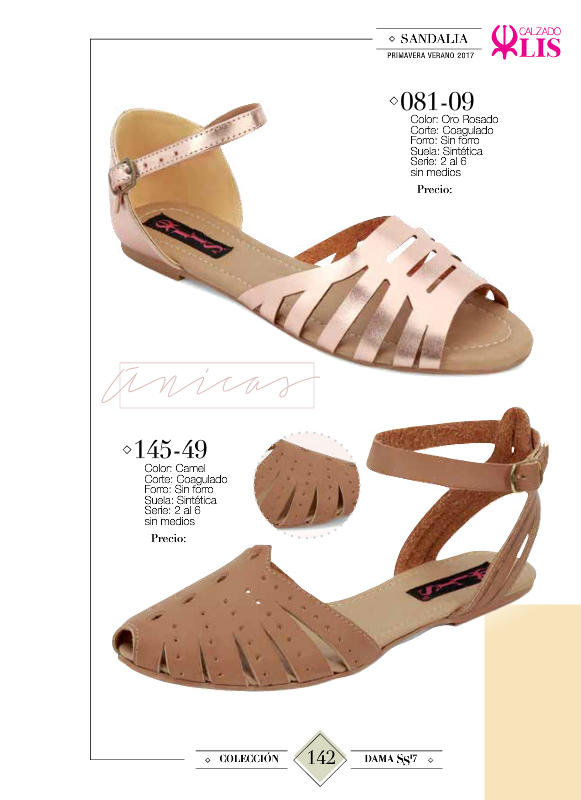 SANDALIA
PRIMAVERA VERANO 2017
CALZADO
LIS
081-09
Color: Oro Rosado
Corte: Coagulado
Forro: Sin forro
Suela: Sintética
Serie: 2 al 6
sin medios
Precio:
únicas
145-49
Color: Camel
Corte: Coagulado
Forro: Sin forro
Suela: Sintética
Serie: 2 al 6
sin medios
Precio:
COLECCIÓN
142
DAMA SS'17